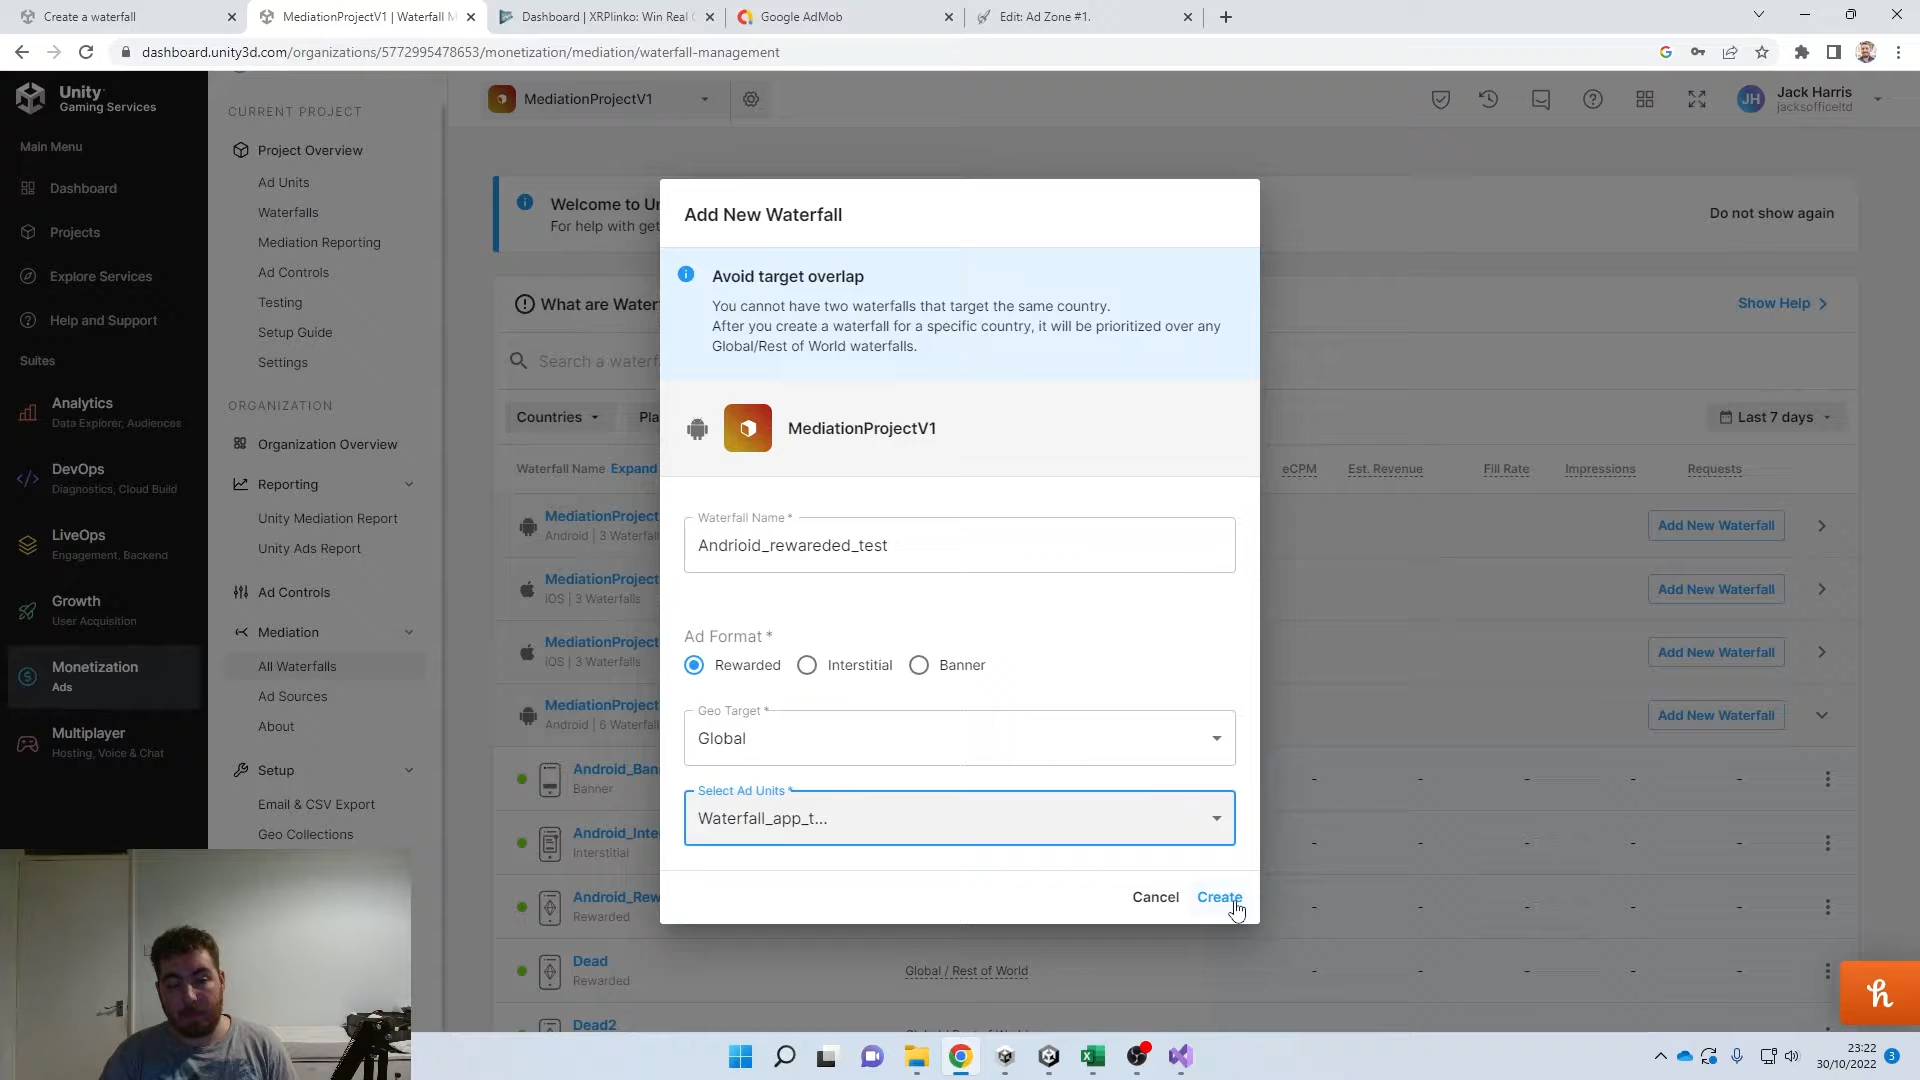 Create a waterfall
MediationProjectV1 | Waterfall M
Dashboard | XRPlinko: Win Real
Google AdMob
Edit: Ad Zone #1.
dashboard.unity3d.com/organizations/5772995478653/monetization/mediation/waterfall-management
Unity
Gaming Services
Main Menu
Dashboard
Projects
Explore Services
Help and Support
Suites
Analytics
Data Explorer, Audiences
DevOps
Diagnostics, Cloud Build
LiveOps
Engagement, Backend
Growth
User Acquisition
Monetization
Ads
Multiplayer
Hosting, Voice & Chat
CURRENT PROJECT
Project Overview
Ad Units
Waterfalls
Mediation Reporting
Ad Controls
Testing
Setup Guide
Settings
ORGANIZATION
Organization Overview
Reporting
Unity Mediation Report
Unity Ads Report
Ad Controls
Mediation
All Waterfalls
Ad Sources
About
Setup
Email & CSV Export
Geo Collections
MediationProjectV1
JH
Jack Harris
jacksofficeltd
Welcome to Un
For help with get
Do not show again
What are Water
Show Help
Search a waterf
Countries
Pla
Last 7 days
Waterfall Name Expand
eCPM
Est. Revenue
Fill Rate
Impressions
Requests
MediationProject
Android | 3 Waterfall
Add New Waterfall
MediationProject
iOS | 3 Waterfalls
Add New Waterfall
MediationProject
iOS | 3 Waterfalls
Add New Waterfall
MediationProject
Android | 6 Waterfall
Add New Waterfall
Android_Ban
Banner
- - - - -
Android_Inte
Interstitial
- - - - -
Android_Rew
Rewarded
- - - - -
Dead
Rewarded
Global / Rest of World
- - - - -
Dead2
Add New Waterfall
Avoid target overlap
You cannot have two waterfalls that target the same country.
After you create a waterfall for a specific country, it will be prioritized over any
Global/Rest of World waterfalls.
MediationProjectV1
Waterfall Name *
Andrioid_rewareded_test
Ad Format *
Rewarded
Interstitial
Banner
Geo Target *
Global
Select Ad Units *
Waterfall_app_t...
Cancel
Create
23:22
30/10/2022
3